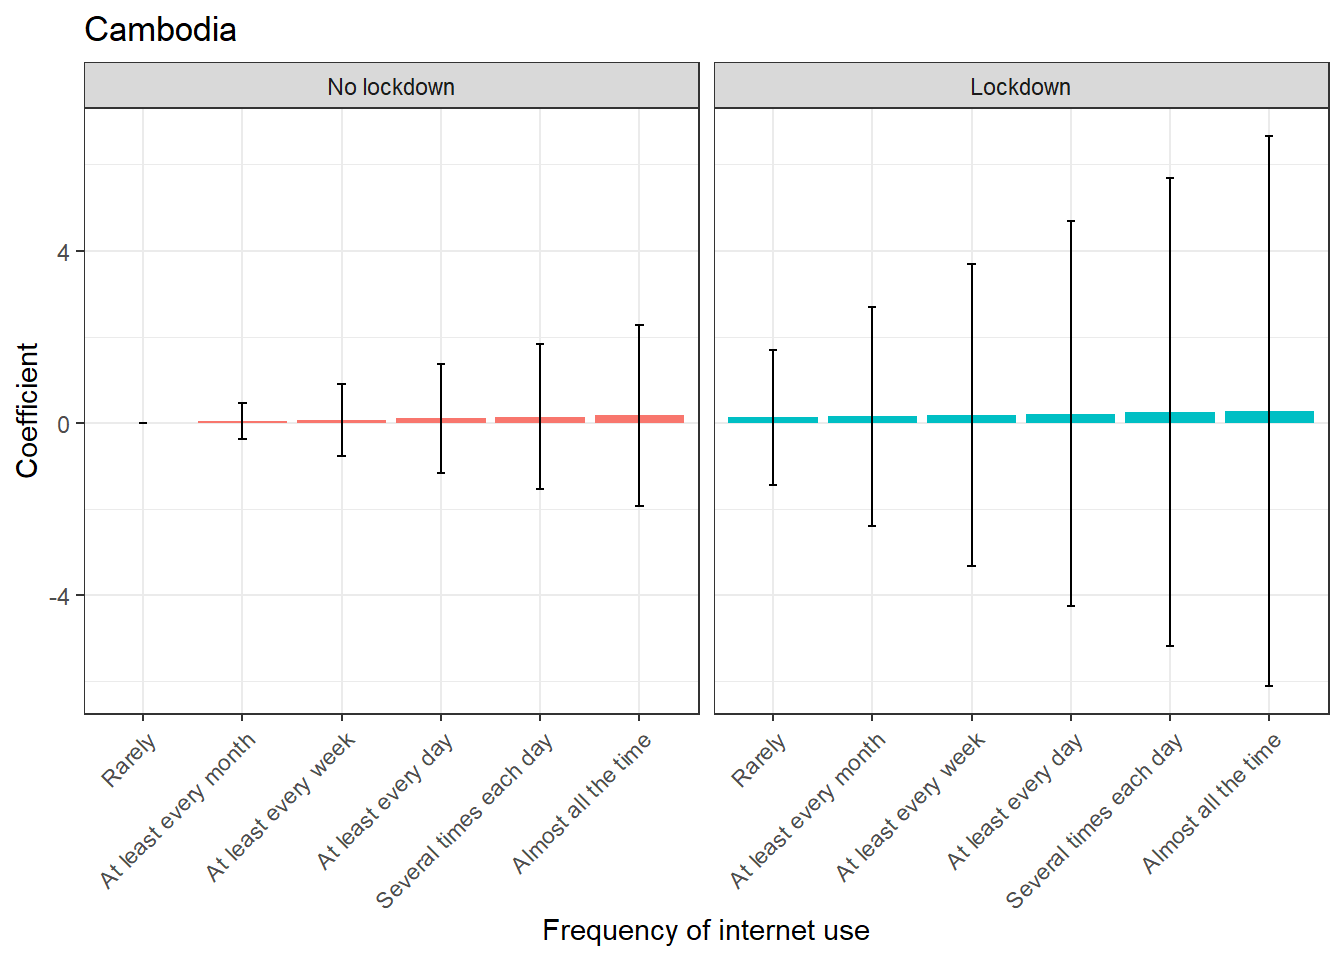 Cambodia
No lockdown
Lockdown
Coefficient
4
0
-4
Rarely
At least every month
At least every week
At least every day
Several times each day
Almost all the time
Rarely
At least every month
At least every week
At least every day
Several times each day
Almost all the time
Frequency of internet use